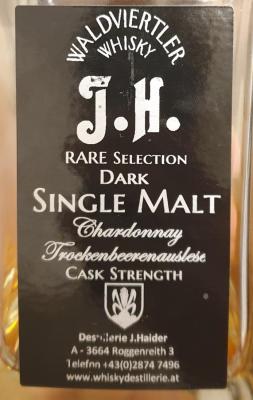 WALDVIERTLER
WHISKY
J.H.
RARE SELECTION
DARK
SINGLE MALT
Chardonnay
Trockenbeerenauslese
CASK STRENGTH
Destillerie J.Haider
A - 3664 Roggenreith 3
Telefon +43(0)2874 7496
www.whiskydestillerie.at